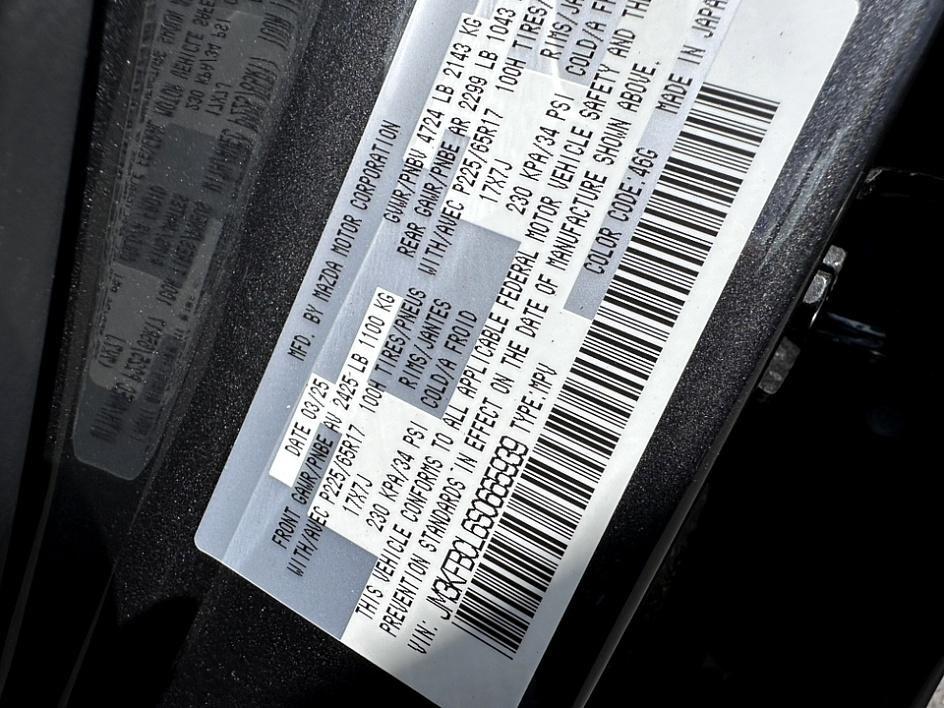 MFD. BY MAZDA MOTOR CORPORATION
DATE 03/25 GVWR/PNBV 4724 LB 2143 KG
FRONT GAWR/PNBE AV 2425 LB 1100 KG REAR GAWR/PNBE AR 2299 LB 1043
WITH/AVEC P225/65R17 100H TIRES/PNEUS WITH/AVEC P225/65R17 100H TIRES/
17X7J RIMS/JANTES 17X7J RIMS/JA
230 KPA/34 PSI COLD/A FROID 230 KPA/34 PSI COLD/A FR
THIS VEHICLE CONFORMS TO ALL APPLICABLE FEDERAL MOTOR VEHICLE SAFETY AND
PREVENTION STANDARDS IN EFFECT ON THE DATE OF MANUFACTURE SHOWN ABOVE.
VIN: TYPE:MPV COLOR CODE:46G MADE IN JAPA